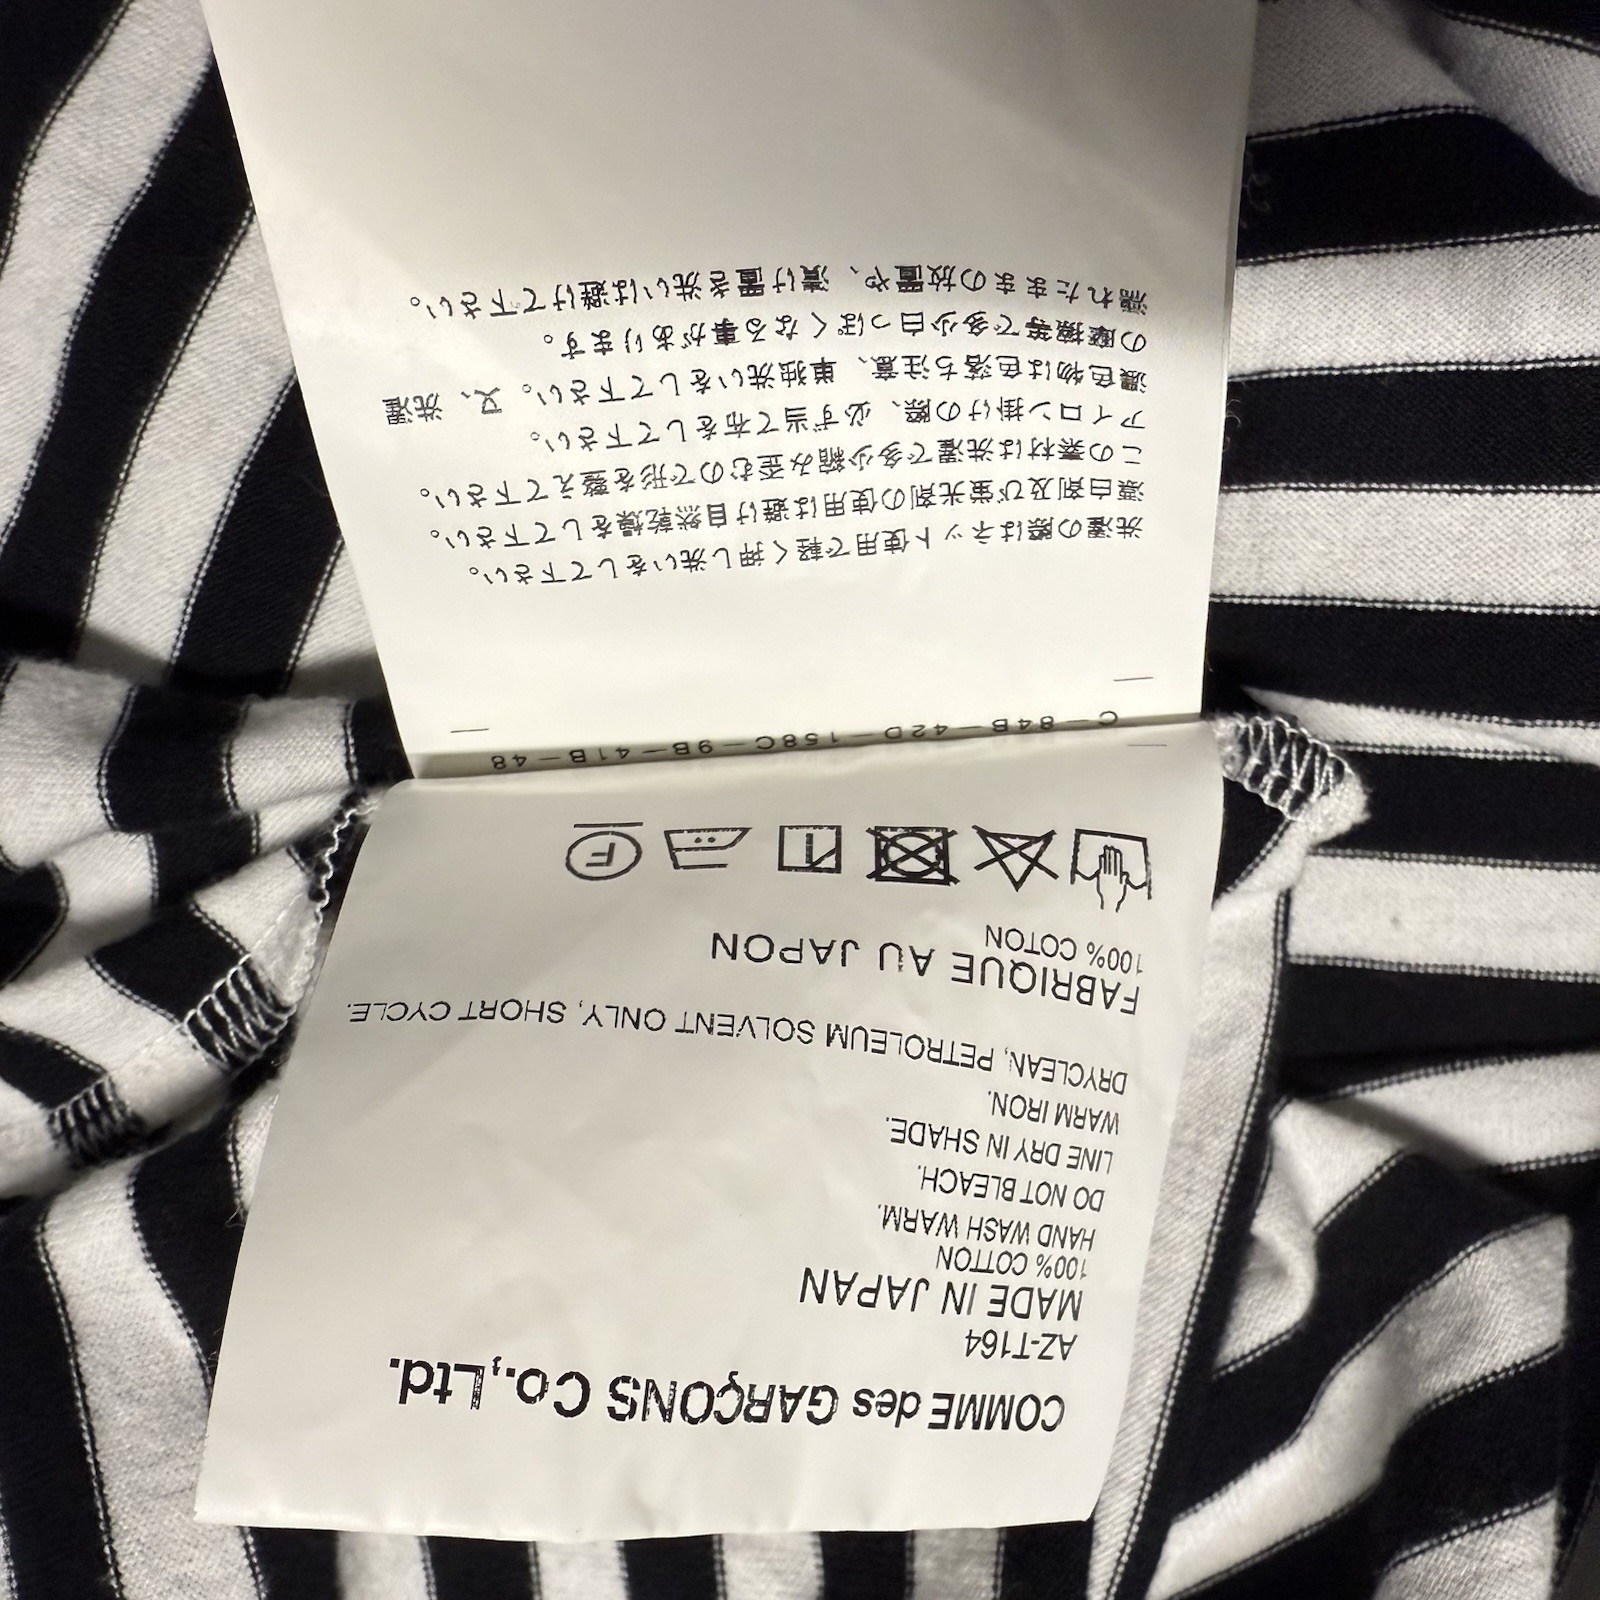 COMME des GARÇONS Co.,Ltd.
AZ-T164
MADE IN JAPAN
100% COTTON
HAND WASH WARM.
DO NOT BLEACH.
LINE DRY IN SHADE.
WARM IRON.
DRYCLEAN, PETROLEUM SOLVENT ONLY, SHORT CYCLE.
FABRIQUE AU JAPON
100% COTON
F
C-84B-42D-158C-9B-41B-48
洗濯の際はネット使用で軽く押し洗いをして下さい。
漂白剤及び蛍光剤の使用は避け自然乾燥をして下さい。
この素材は洗濯で多少縮み歪むので形を整えて下さい。
アイロン掛けの際、必ず当て布をして下さい。
濃色物は色落ち注意、単独洗いをして下さい。又、洗濯
の摩擦等で多少白っぽくなる事があります。
濡れたままの放置や、漬け置き洗いは避けて下さい。